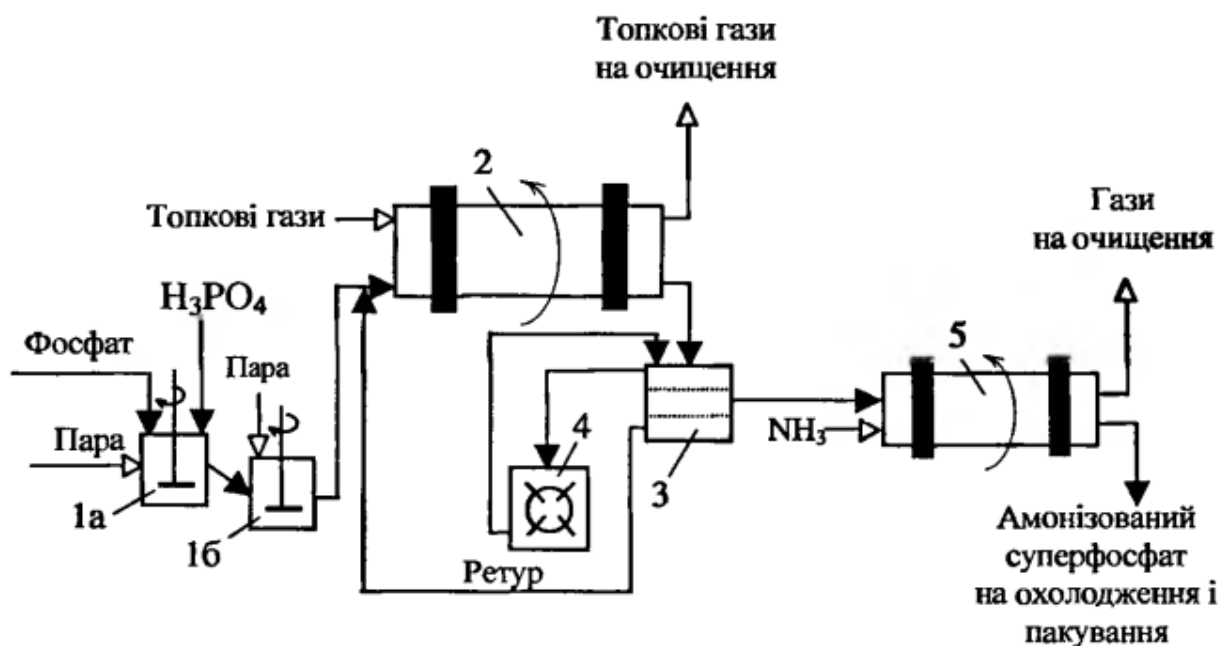 Топкові гази
на очищення
2
Топкові гази
Гази
на очищення
H₃PO₄
Фосфат
Пара
5
Пара
NH₃
4
3
1а
1б
Ретур
Амонізований
суперфосфат
на охолодження і
пакування